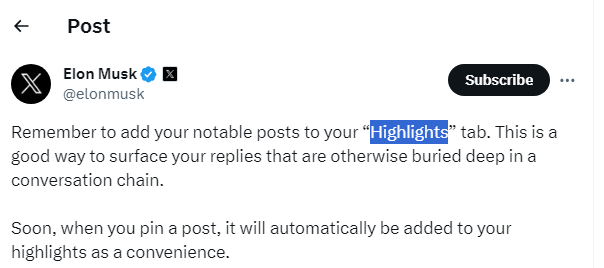 Post
Elon Musk
Subscribe
@elonmusk
Remember to add your notable posts to your “Highlights” tab. This is a
good way to surface your replies that are otherwise buried deep in a
conversation chain.
Soon, when you pin a post, it will automatically be added to your
highlights as a convenience.